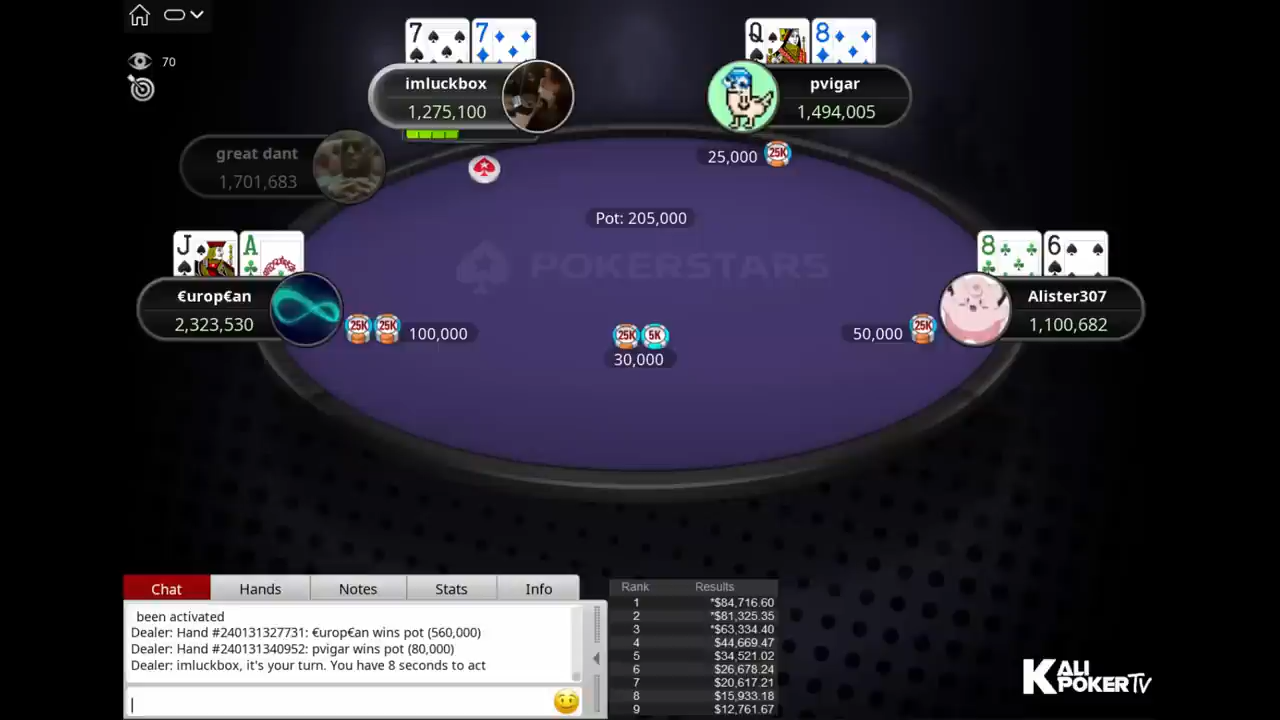 70
7 7
imluckbox
1,275,100
Q 8
pvigar
1,494,005
great dant
1,701,683
25,000 25K
Pot: 205,000
POKERSTARS
J A
€urop€an
2,323,530
8 6
Alister307
1,100,682
25K 25K 100,000
25K 5K
30,000
50,000 25K
Chat Hands Notes Stats Info
been activated
Dealer: Hand #240131327731: €urop€an wins pot (560,000)
Dealer: Hand #240131340952: pvigar wins pot (80,000)
Dealer: imluckbox, it's your turn. You have 8 seconds to act
Rank Results
1 *$84,716.60
2 *$81,325.35
3 *$63,334.40
4 $44,669.47
5 $34,521.02
6 $26,678.24
7 $20,617.21
8 $15,933.18
9 $12,761.67
KALI
POKERTV